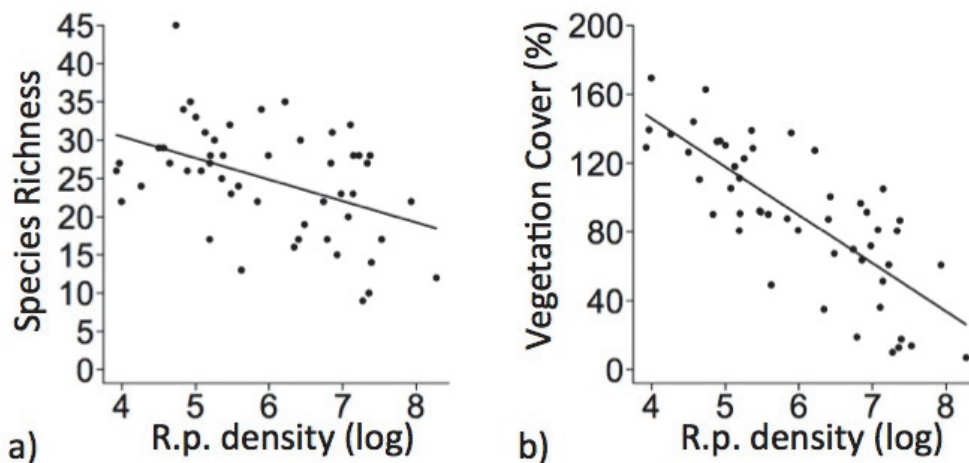 Species Richness
45
40
35
30
25
20
15
10
5
0
4 5 6 7 8
R.p. density (log)
a)
Vegetation Cover (%)
200
160
120
80
40
0
4 5 6 7 8
R.p. density (log)
b)